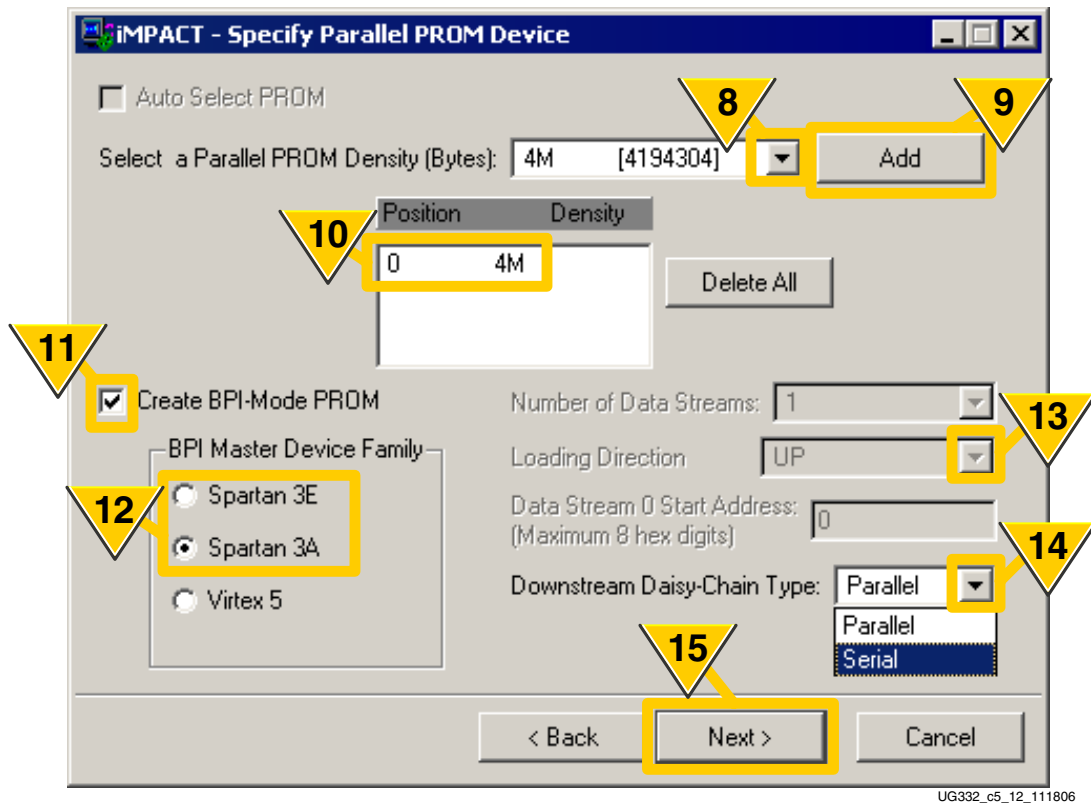 iMPACT - Specify Parallel PROM Device
Auto Select PROM
8
9
Select a Parallel PROM Density (Bytes): 4M [4194304] Add
Position Density
10
0 4M
Delete All
11
Create BPI-Mode PROM
Number of Data Streams: 1
13
BPI Master Device Family
Loading Direction UP
12
Spartan 3E
Data Stream 0 Start Address:
(Maximum 8 hex digits)
0
Spartan 3A
14
Virtex 5
Downstream Daisy-Chain Type: Parallel
Parallel
Serial
15
< Back Next > Cancel
UG332_c5_12_111806